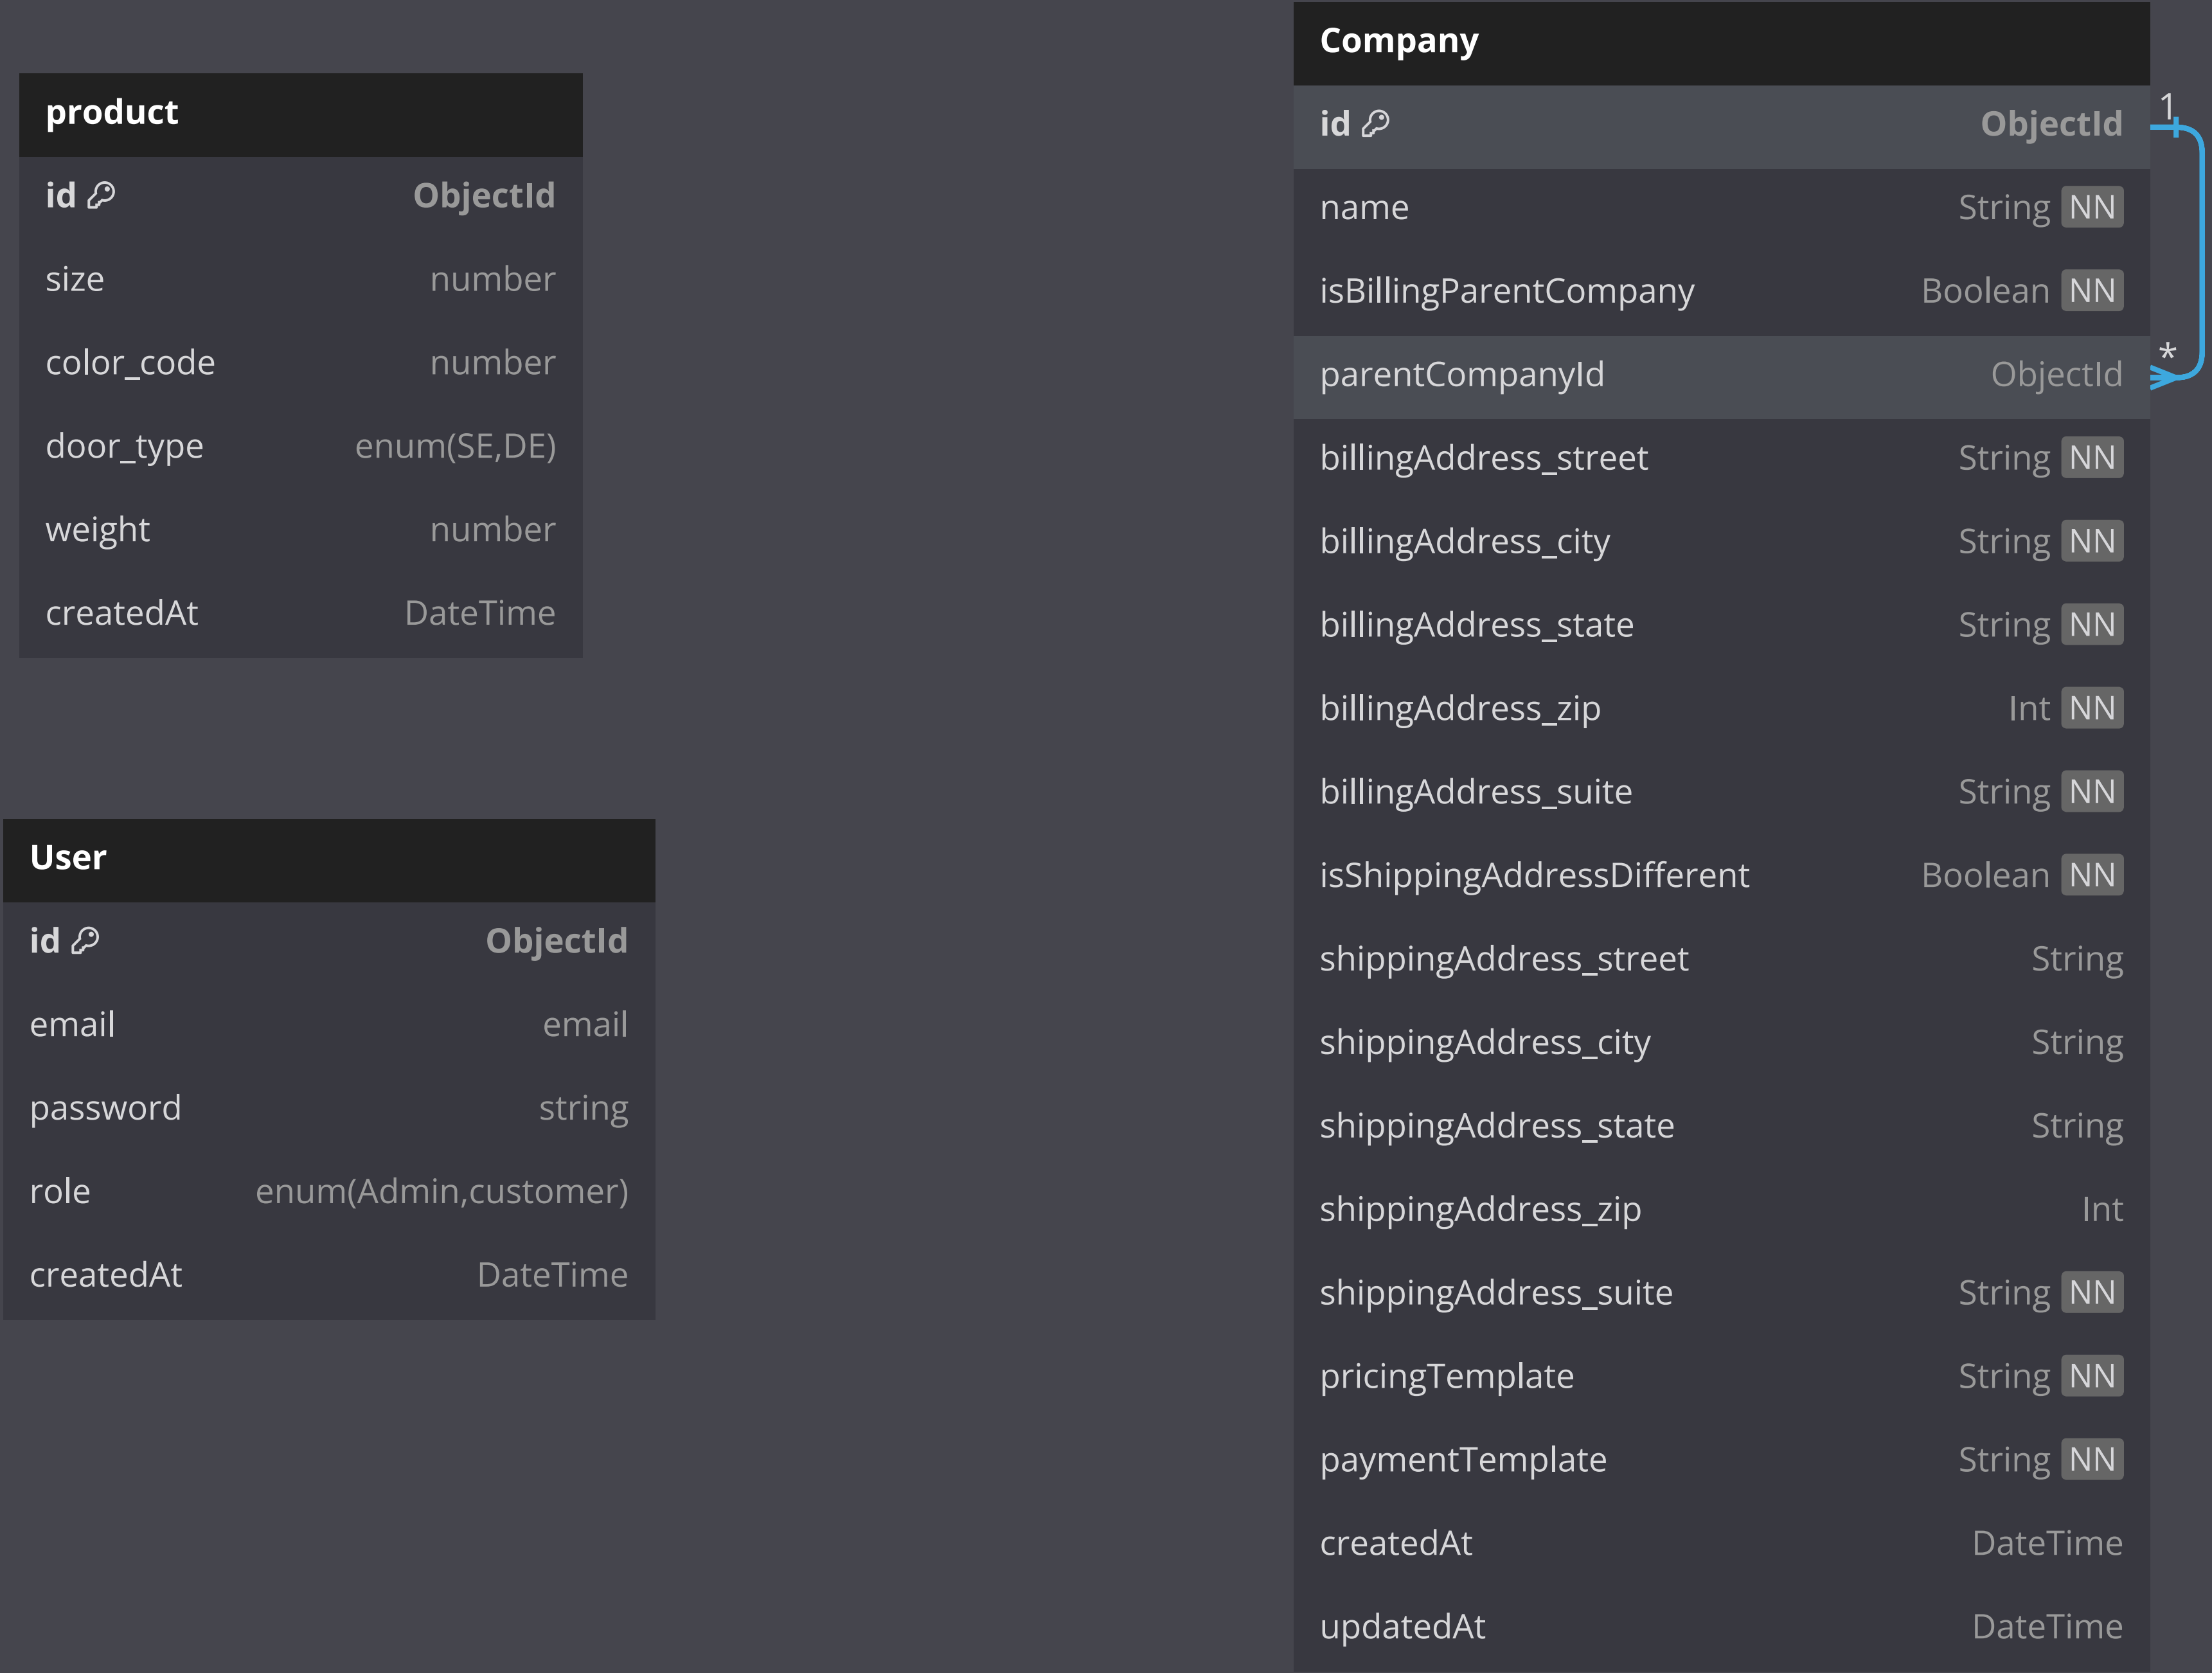 product
id ObjectId
size number
color_code number
door_type enum(SE,DE)
weight number
createdAt DateTime
User
id ObjectId
email email
password string
role enum(Admin,customer)
createdAt DateTime
Company
id ObjectId 1
name String NN
isBillingParentCompany Boolean NN
parentCompanyId ObjectId *
billingAddress_street String NN
billingAddress_city String NN
billingAddress_state String NN
billingAddress_zip Int NN
billingAddress_suite String NN
isShippingAddressDifferent Boolean NN
shippingAddress_street String
shippingAddress_city String
shippingAddress_state String
shippingAddress_zip Int
shippingAddress_suite String NN
pricingTemplate String NN
paymentTemplate String NN
createdAt DateTime
updatedAt DateTime